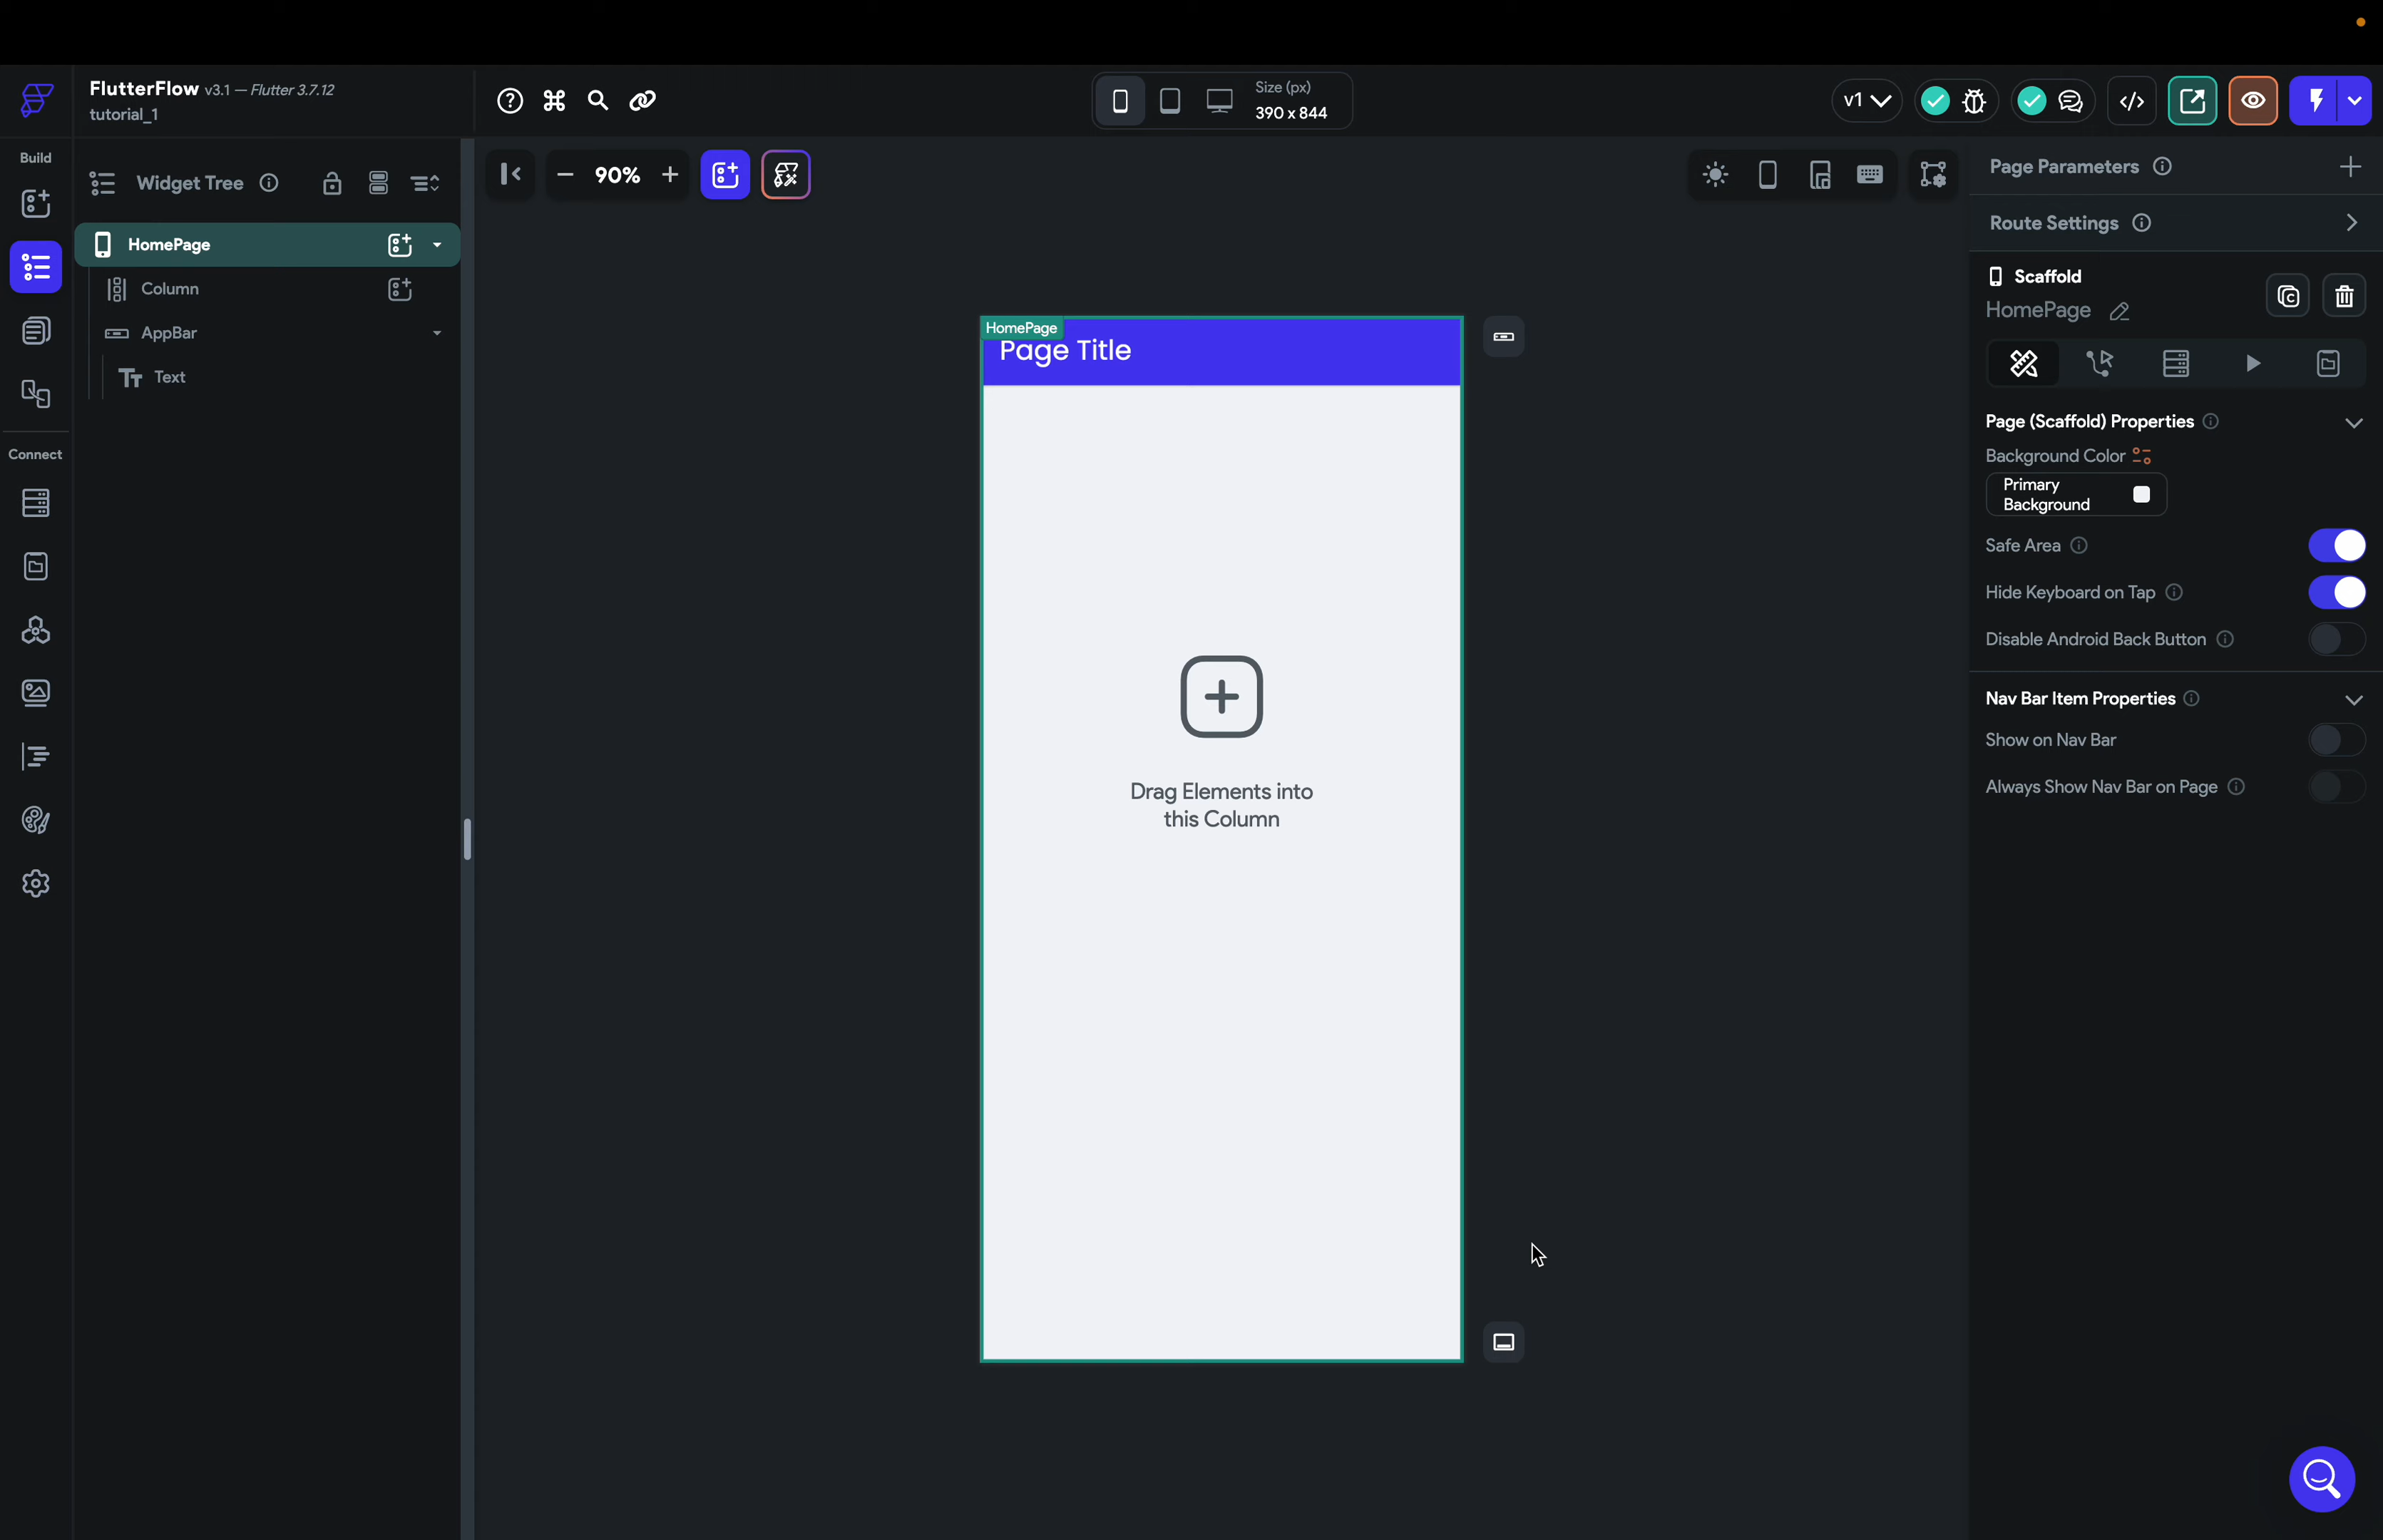 FlutterFlow v3.1 — Flutter 3.7.12
tutorial_1
Size (px)
390 x 844
v1
Build
Connect
Widget Tree
HomePage
Column
AppBar
Text
90%
HomePage
Page Title
Drag Elements into
this Column
Page Parameters
Route Settings
Scaffold
HomePage
Page (Scaffold) Properties
Background Color
Primary
Background
Safe Area
Hide Keyboard on Tap
Disable Android Back Button
Nav Bar Item Properties
Show on Nav Bar
Always Show Nav Bar on Page